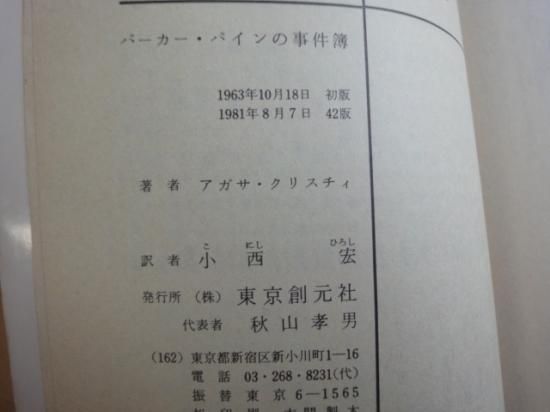 パーカー・パインの事件簿
1963年10月18日 初版
1981年8月7日 42版
著者 アガサ・クリスティ
こ にし ひろし
訳者 小西 宏
発行所 (株) 東京創元社
代表者 秋山孝男
(162) 東京都新宿区新小川町1―16
電話 03・268・8231(代)
振替 東京 6―1565